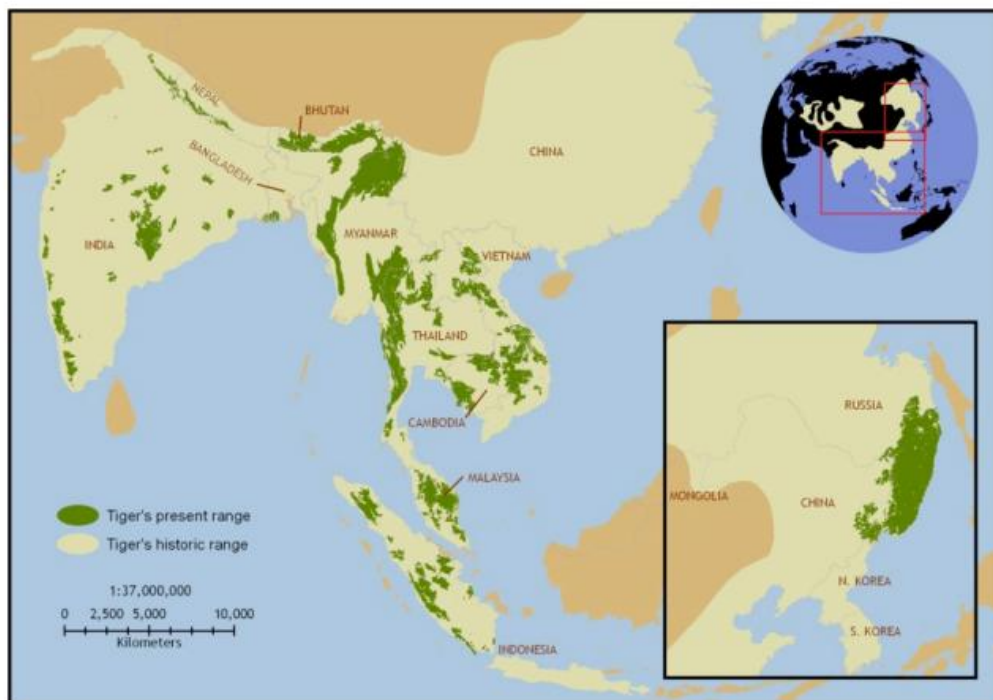 NEPAL
BHUTAN
BANGLADESH
CHINA
INDIA
MYANMAR
VIETNAM
THAILAND
CAMBODIA
MALAYSIA
INDONESIA
Tiger's present range
Tiger's historic range
1:37,000,000
0 2,500 5,000 10,000
Kilometers
RUSSIA
MONGOLIA
CHINA
N. KOREA
S. KOREA